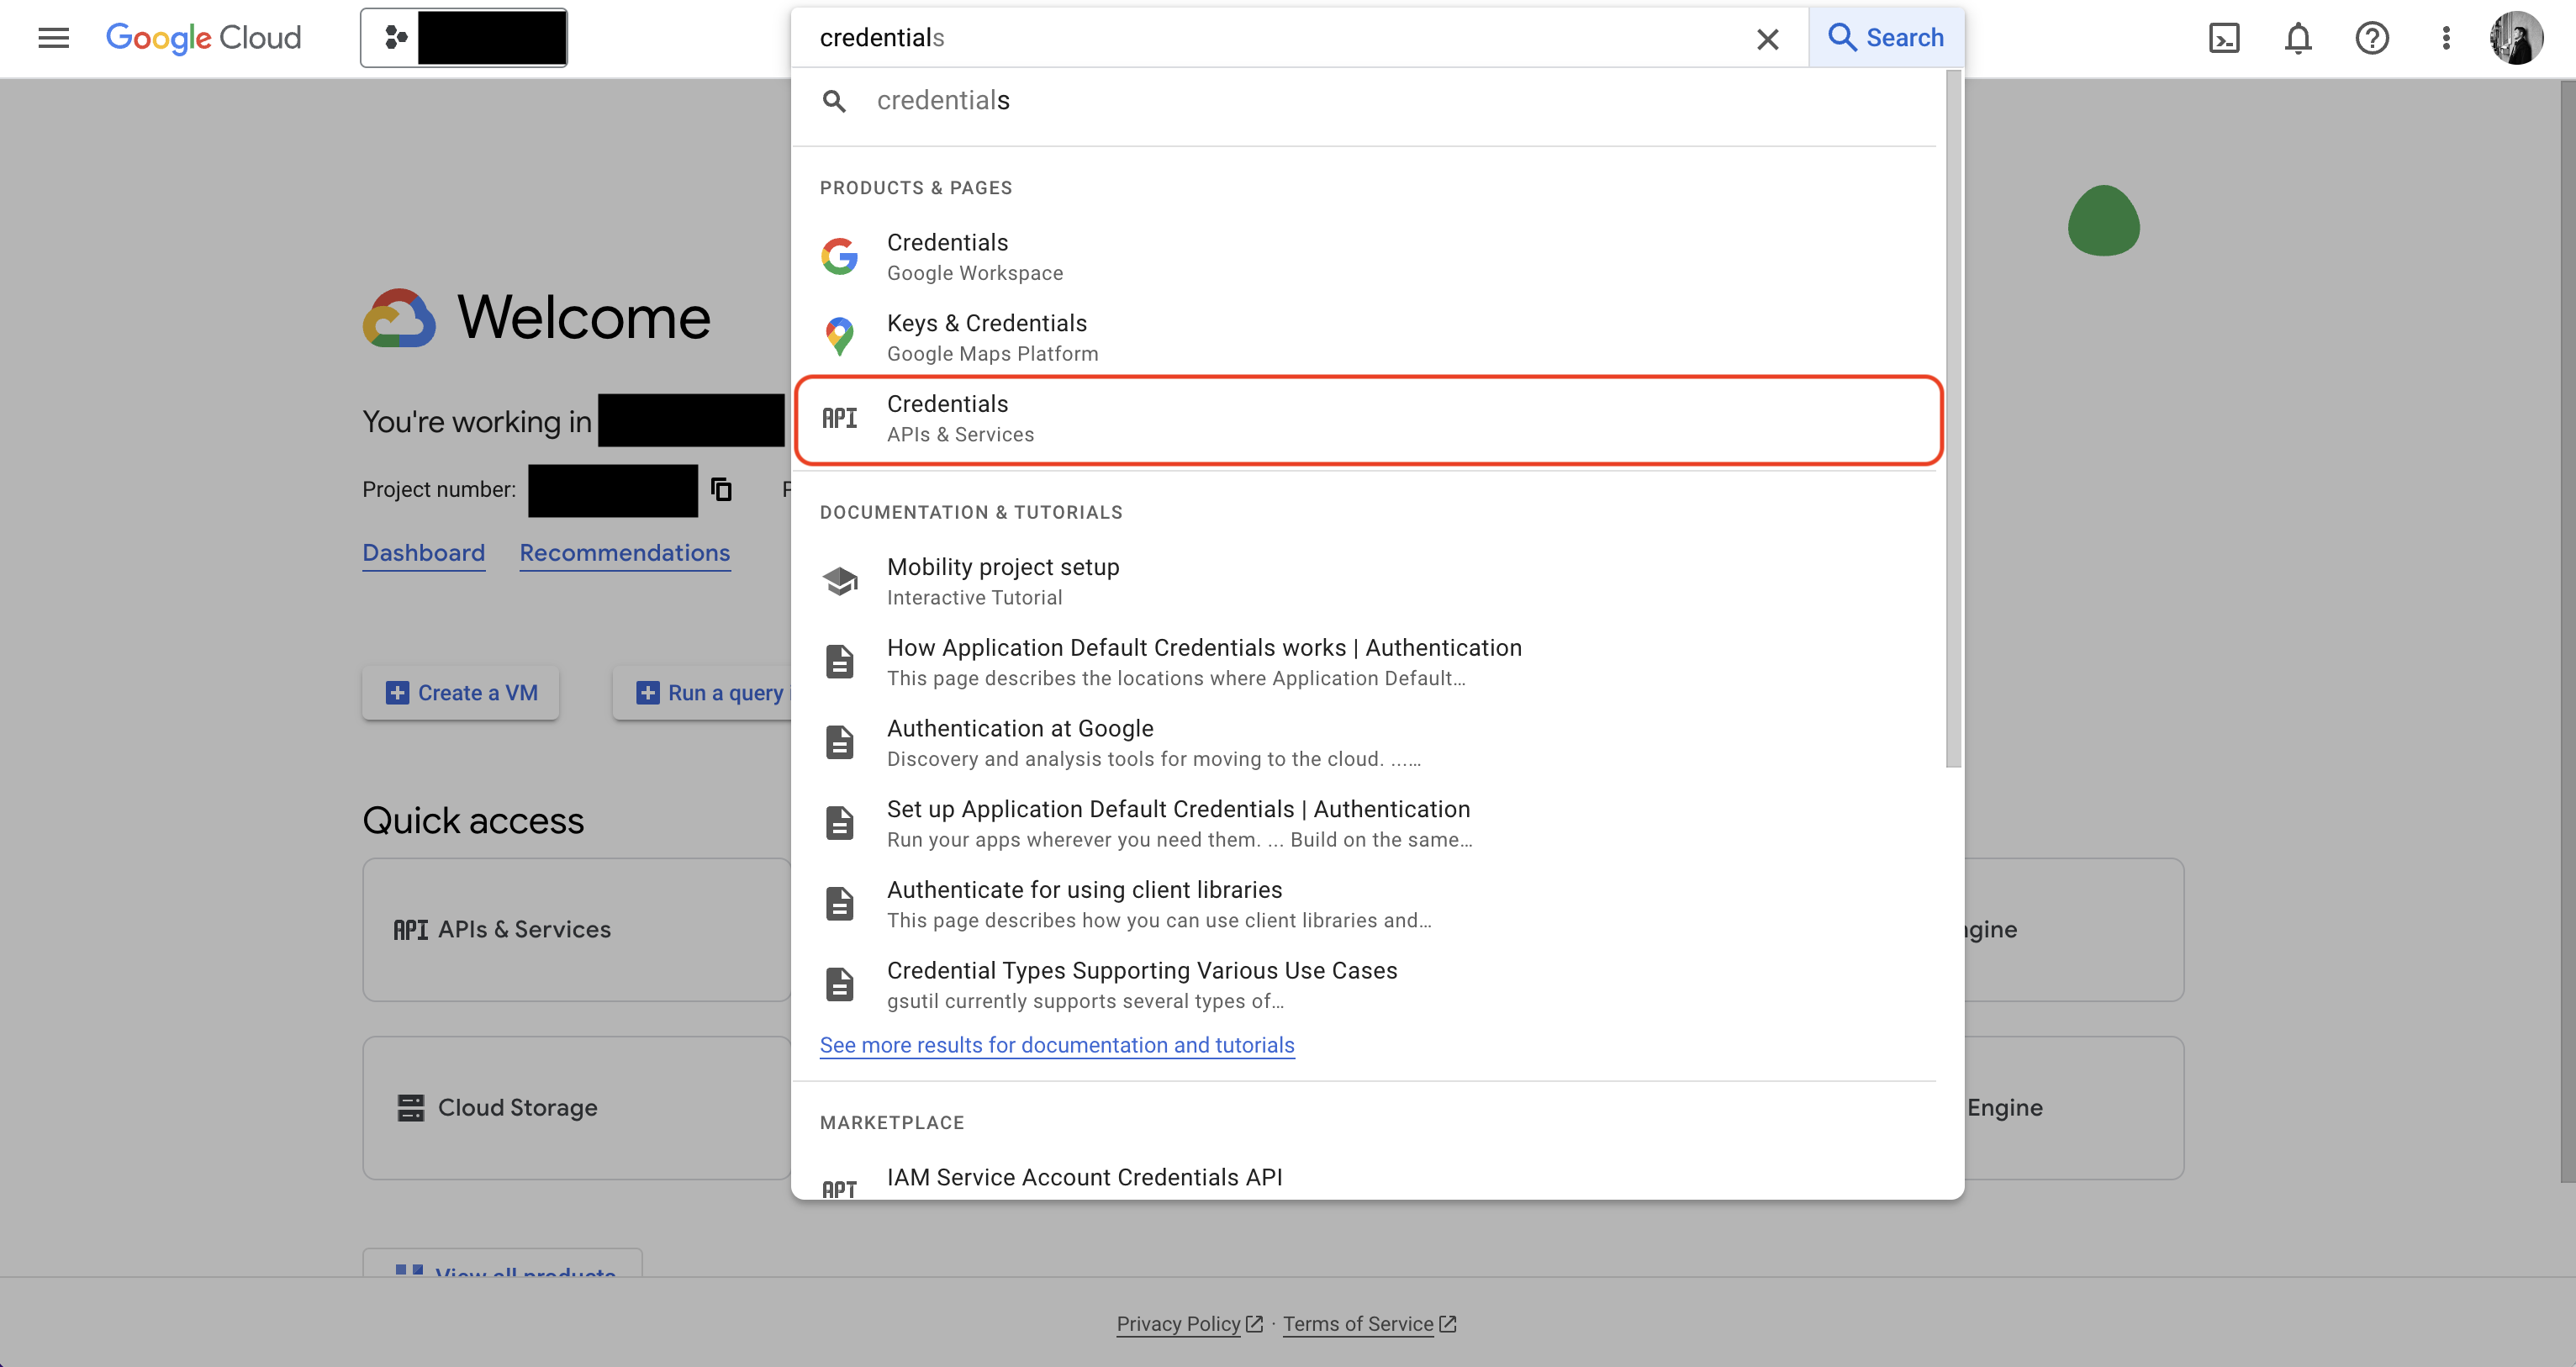 Google Cloud
credentials
Search
credentials
PRODUCTS & PAGES
Credentials
Google Workspace
Keys & Credentials
Google Maps Platform
API
Credentials
APIs & Services
DOCUMENTATION & TUTORIALS
Mobility project setup
Interactive Tutorial
How Application Default Credentials works | Authentication
This page describes the locations where Application Default…
Authentication at Google
Discovery and analysis tools for moving to the cloud. ...…
Set up Application Default Credentials | Authentication
Run your apps wherever you need them. ... Build on the same…
Authenticate for using client libraries
This page describes how you can use client libraries and…
Credential Types Supporting Various Use Cases
gsutil currently supports several types of…
See more results for documentation and tutorials
MARKETPLACE
API
IAM Service Account Credentials API
Welcome
You're working in
Project number:
Dashboard
Recommendations
Create a VM
Run a query
Quick access
API APIs & Services
Cloud Storage
Engine
View all products
Privacy Policy · Terms of Service